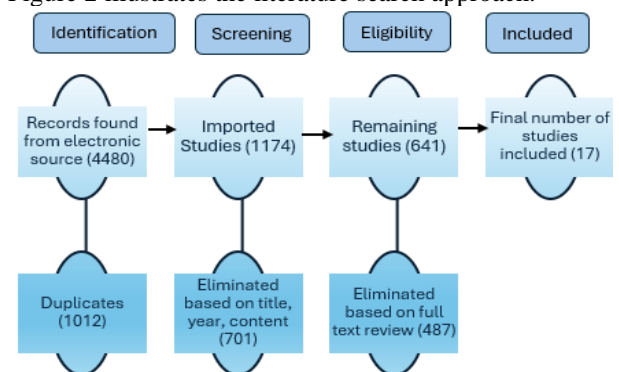 Figure 2 illustrates the literature search approach.
Identification
Screening
Eligibility
Included
Records found
from electronic
source (4480)
Imported
Studies (1174)
Remaining
studies (641)
Final number of
studies
included (17)
Duplicates
(1012)
Eliminated
based on title,
year, content
(701)
Eliminated
based on full
text review (487)